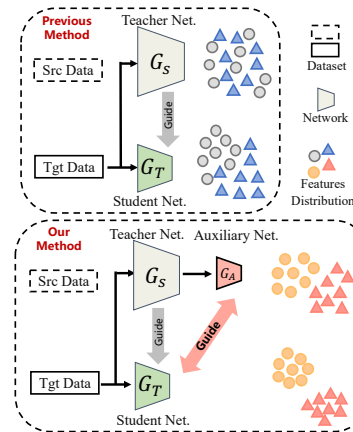 Previous
Method
Teacher Net.
Src Data
G_S
Guide
Tgt Data
G_T
Student Net.
Dataset
Network
Features
Distribution
Our
Method
Teacher Net.
Auxiliary Net.
Src Data
G_S
G_A
Guide
Guide
Tgt Data
G_T
Student Net.